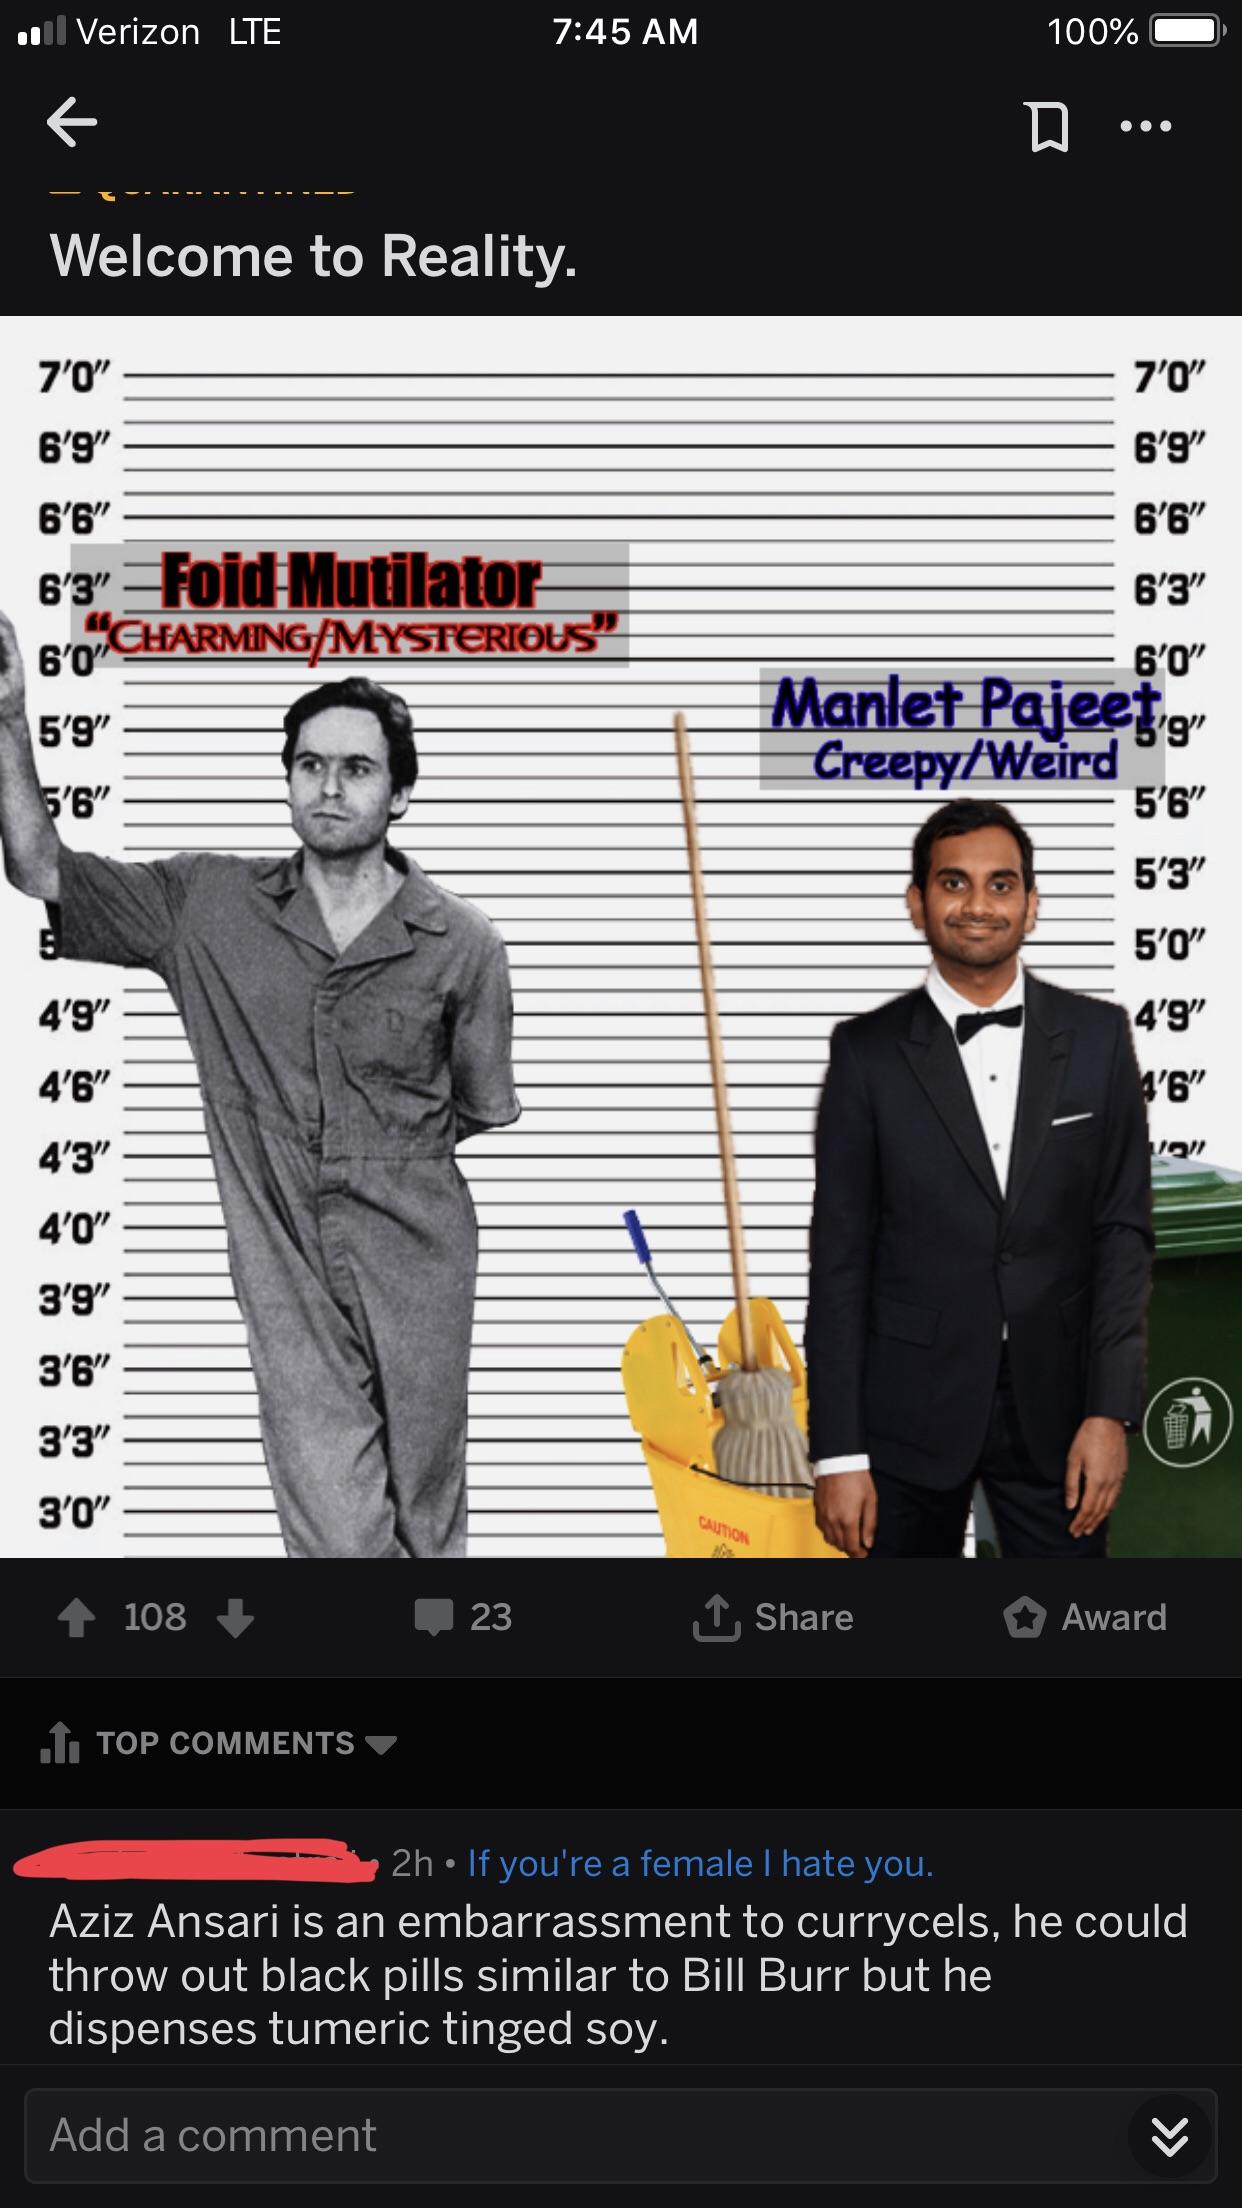 Verizon LTE 7:45 AM 100%
QUARANTINED
Welcome to Reality.
7'0" 7'0"
6'9" 6'9"
6'6" 6'6"
Foid Mutilator
6'3" 6'3"
"CHARMING/MYSTERIOUS"
6'0" 6'0"
Manlet Pajeet
5'9" 5'9"
Creepy/Weird
5'6" 5'6"
5'3"
5 5'0"
4'9" 4'9"
4'6" 4'6"
4'3" '3"
4'0"
3'9"
3'6"
3'3"
3'0"
CAUTION
108 23 Share Award
TOP COMMENTS
• 2h • If you're a female I hate you.
Aziz Ansari is an embarrassment to currycels, he could
throw out black pills similar to Bill Burr but he
dispenses tumeric tinged soy.
Add a comment